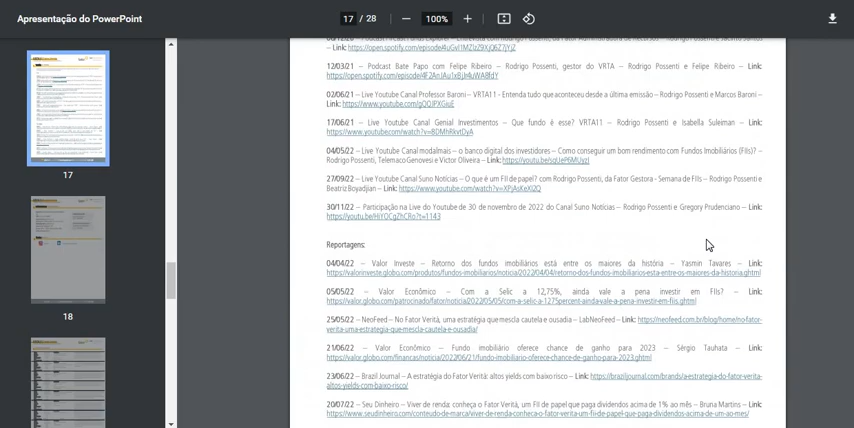 Apresentação do PowerPoint
17 / 28
100%
17
18
– Link: https://open.spotify.com/episode/4uGvI1MZlzZ9XjQ6Z7jYjZ
12/03/21 – Podcast Bate Papo com Felipe Ribeiro – Rodrigo Possenti, gestor do VRTA – Rodrigo Possenti e Felipe Ribeiro – Link:
02/06/21 – Live Youtube Canal Professor Baroni – VRTA11 - Entenda tudo que aconteceu desde a última emissão – Rodrigo Possenti e Marcos Baroni –
Link: https://www.youtube.com/gQQJPXGixiE
17/06/21 – Live Youtube Canal Genial Investimentos – Que fundo é esse? VRTA11 – Rodrigo Possenti e Isabella Suleiman – Link:
https://www.youtube.com/watch?v=8DMhRkvtDyA
04/05/22 – Live Youtube Canal modalmais – o banco digital dos investidores – Como conseguir um bom rendimento com Fundos Imobiliários (FIIs)? –
Rodrigo Possenti, Telemaco Genovesi e Victor Oliveira – Link: https://youtu.be/sqUeP6MUyzI
27/09/22 – Live Youtube Canal Suno Notícias – O que é um FII de papel? com Rodrigo Possenti, da Fator Gestora - Semana de FIIs – Rodrigo Possenti e
Beatriz Boyadjian – Link: https://www.youtube.com/watch?v=XPjAsKeXi2Q
30/11/22 – Participação na Live do Youtube de 30 de novembro de 2022 do Canal Suno Notícias – Rodrigo Possenti e Gregory Prudenciano – Link:
https://youtu.be/HiYQCgZhCRo?t=1143
Reportagens:
04/04/22 – Valor Investe – Retorno dos fundos imobiliários está entre os maiores da história – Yasmin Tavares – Link:
https://valorinveste.globo.com/produtos/fundos-imobiliarios/noticia/2022/04/04/retorno-dos-fundos-imobiliarios-esta-entre-os-maiores-da-historia.ghtml
05/05/22 – Valor Econômico – Com a Selic a 12,75%, ainda vale a pena investir em FIIs? – Link:
https://valor.globo.com/patrocinado/fator/noticia/2022/05/05/com-a-selic-a-1275percent-ainda-vale-a-pena-investir-em-fiis.ghtml
25/05/22 – NeoFeed – No Fator Verità, uma estratégia que mescla cautela e ousadia – LabNeoFeed – Link: https://neofeed.com.br/blog/home/no-fator-
verita-uma-estrategia-que-mescla-cautela-e-ousadia/
21/06/22 – Valor Econômico – Fundo imobiliário oferece chance de ganho para 2023 – Sérgio Tauhata – Link:
https://valor.globo.com/financas/noticia/2022/06/21/fundo-imobiliario-oferece-chance-de-ganho-para-2023.ghtml
23/06/22 – Brazil Journal – A estratégia do Fator Verità: altos yields com baixo risco – Link: https://braziljournal.com/brands/a-estrategia-do-fator-verita-
altos-yields-com-baixo-risco/
20/07/22 – Seu Dinheiro – Viver de renda: conheça o Fator Verità, um FII de papel que paga dividendos acima de 1% ao mês – Bruna Martins – Link:
https://www.seudinheiro.com/conteudo-de-marca/viver-de-renda-conheca-o-fator-verita-um-fii-de-papel-que-paga-dividendos-acima-de-um-ao-mes/